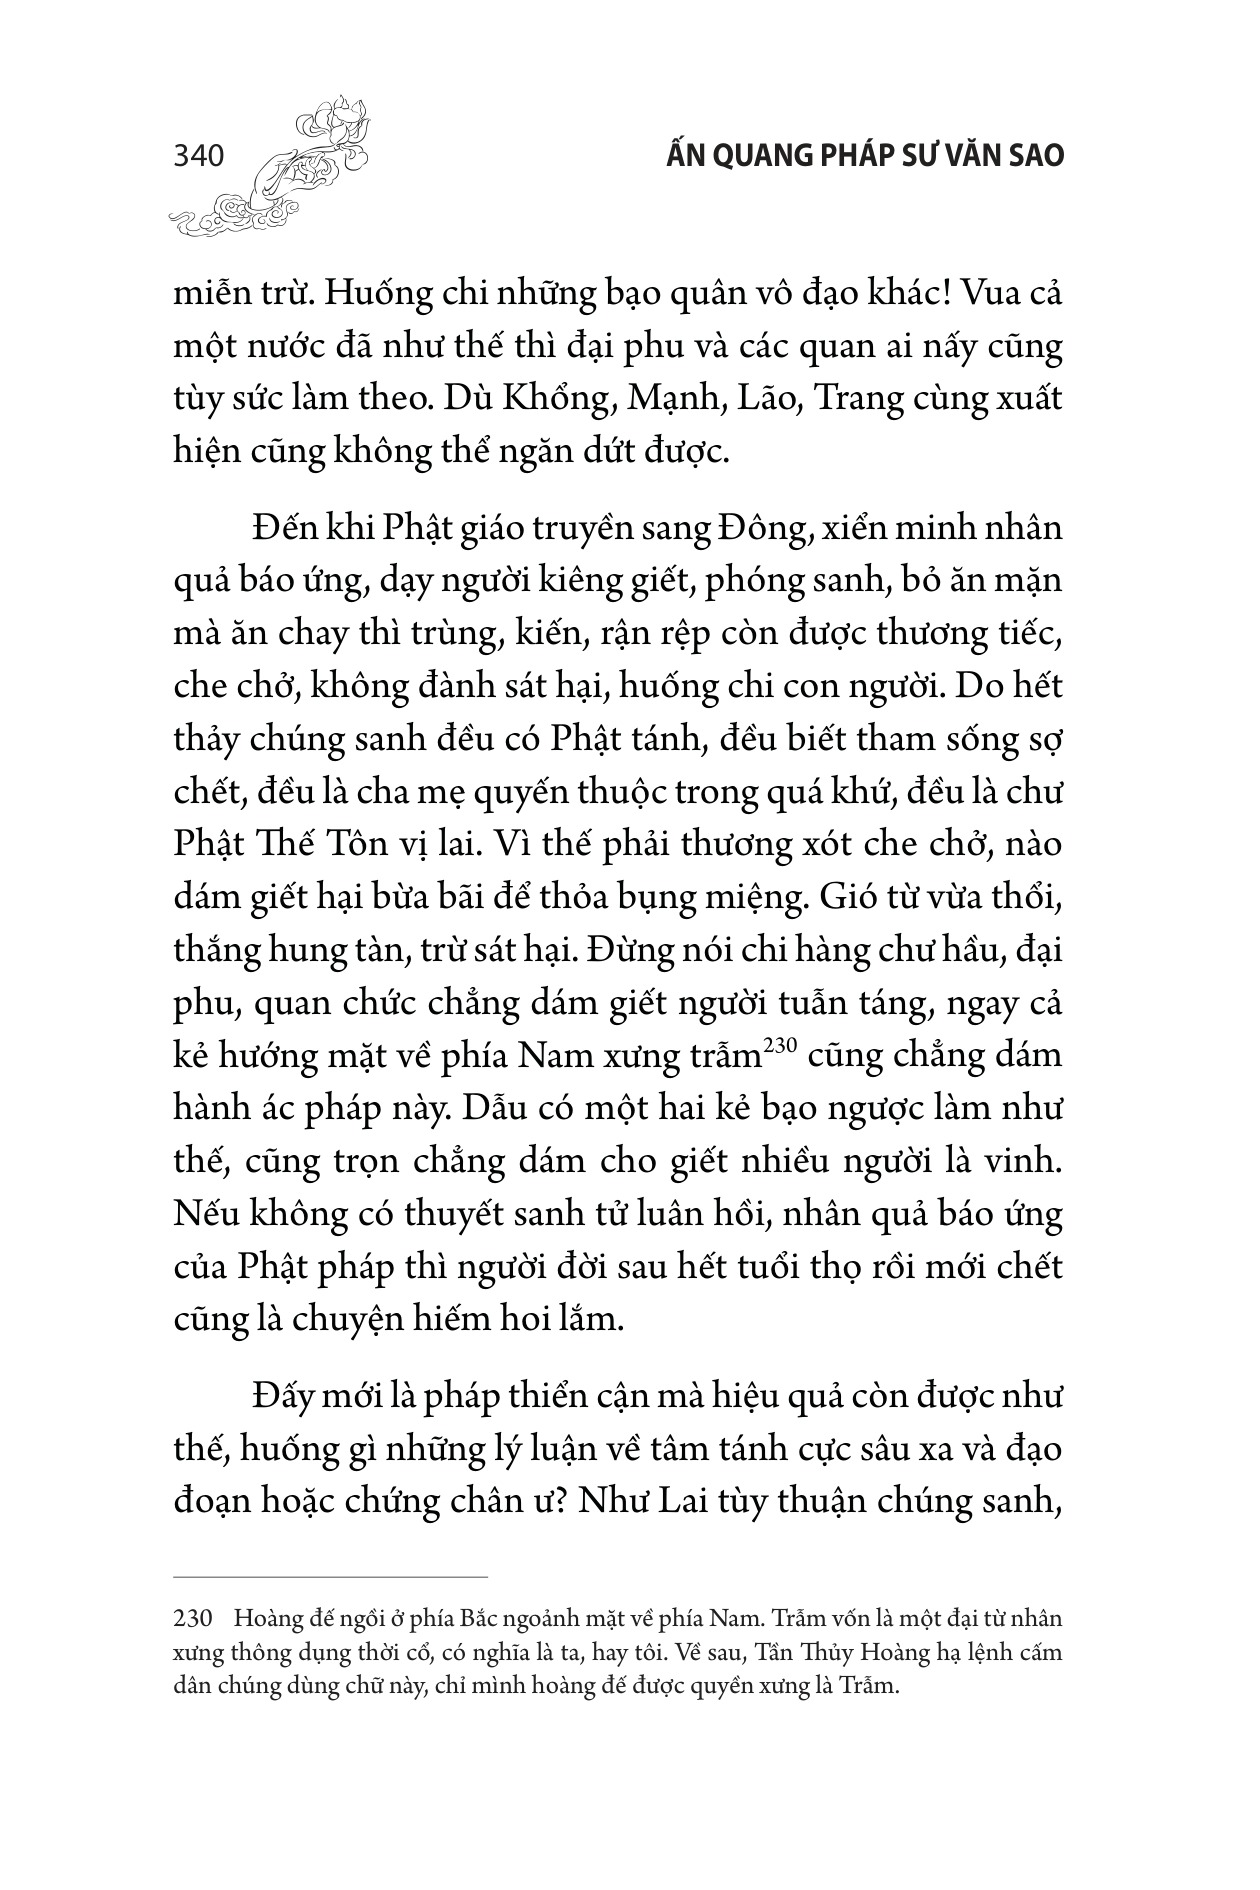 340
ẤN QUANG PHÁP SƯ VĂN SAO
miễn trừ. Huống chi những bạo quân vô đạo khác! Vua cả
một nước đã như thế thì đại phu và các quan ai nấy cũng
tùy sức làm theo. Dù Khổng, Mạnh, Lão, Trang cùng xuất
hiện cũng không thể ngăn dứt được.
Đến khi Phật giáo truyền sang Đông, xiển minh nhân
quả báo ứng, dạy người kiêng giết, phóng sanh, bỏ ăn mặn
mà ăn chay thì trùng, kiến, rận rệp còn được thương tiếc,
che chở, không đành sát hại, huống chi con người. Do hết
thảy chúng sanh đều có Phật tánh, đều biết tham sống sợ
chết, đều là cha mẹ quyến thuộc trong quá khứ, đều là chư
Phật Thế Tôn vị lai. Vì thế phải thương xót che chở, nào
dám giết hại bừa bãi để thỏa bụng miệng. Gió từ vừa thổi,
thắng hung tàn, trừ sát hại. Đừng nói chi hàng chư hầu, đại
phu, quan chức chẳng dám giết người tuẫn táng, ngay cả
kẻ hướng mặt về phía Nam xưng trẫm230 cũng chẳng dám
hành ác pháp này. Dẫu có một hai kẻ bạo ngược làm như
thế, cũng trọn chẳng dám cho giết nhiều người là vinh.
Nếu không có thuyết sanh tử luân hồi, nhân quả báo ứng
của Phật pháp thì người đời sau hết tuổi thọ rồi mới chết
cũng là chuyện hiếm hoi lắm.
Đấy mới là pháp thiển cận mà hiệu quả còn được như
thế, huống gì những lý luận về tâm tánh cực sâu xa và đạo
đoạn hoặc chứng chân ư? Như Lai tùy thuận chúng sanh,
230 Hoàng đế ngồi ở phía Bắc ngoảnh mặt về phía Nam. Trẫm vốn là một đại từ nhân
xưng thông dụng thời cổ, có nghĩa là ta, hay tôi. Về sau, Tần Thủy Hoàng hạ lệnh cấm
dân chúng dùng chữ này, chỉ mình hoàng đế được quyền xưng là Trẫm.